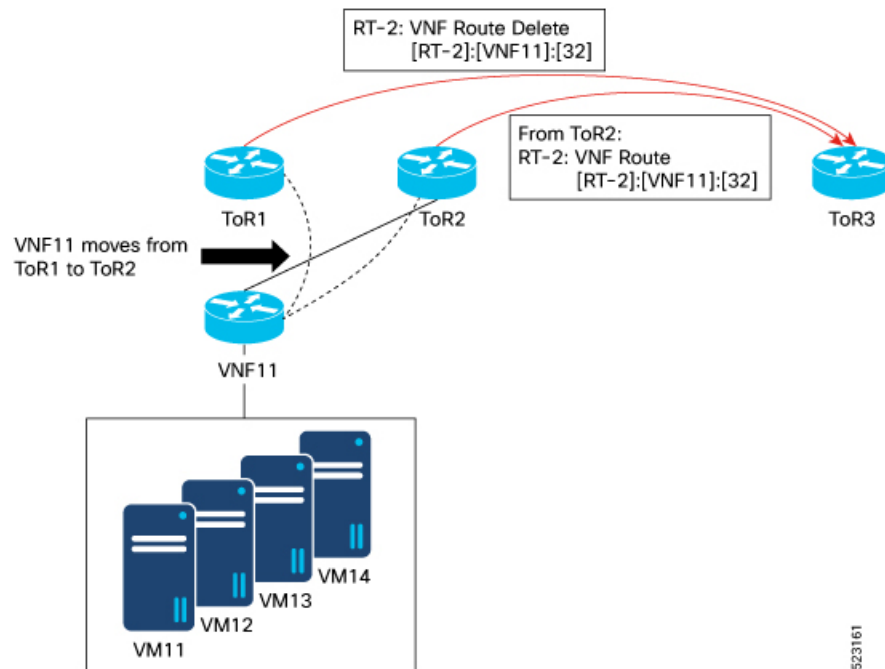 RT-2: VNF Route Delete
[RT-2]:[VNF11]:[32]
From ToR2:
RT-2: VNF Route
[RT-2]:[VNF11]:[32]
ToR1
ToR2
ToR3
VNF11 moves from
ToR1 to ToR2
VNF11
VM14
VM13
VM12
VM11
523161